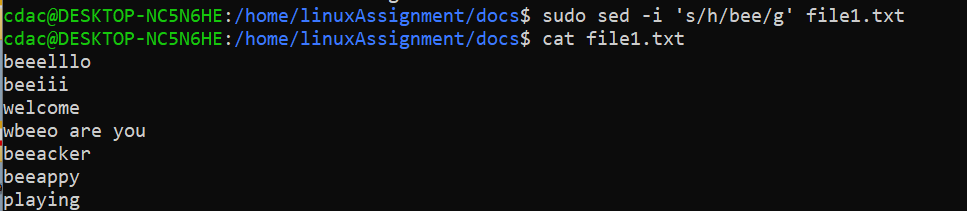 cdac@DESKTOP-NC5N6HE:/home/linuxAssignment/docs$ sudo sed -i 's/h/bee/g' file1.txt
cdac@DESKTOP-NC5N6HE:/home/linuxAssignment/docs$ cat file1.txt
beeelllo
beeiii
welcome
wbeeo are you
beeacker
beeappy
playing